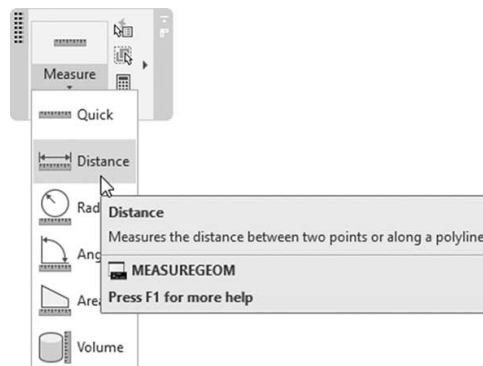 Measure
Quick
Distance
Rad
Distance
Measures the distance between two points or along a polyline
Ang
MEASUREGEOM
Area
Press F1 for more help
Volume